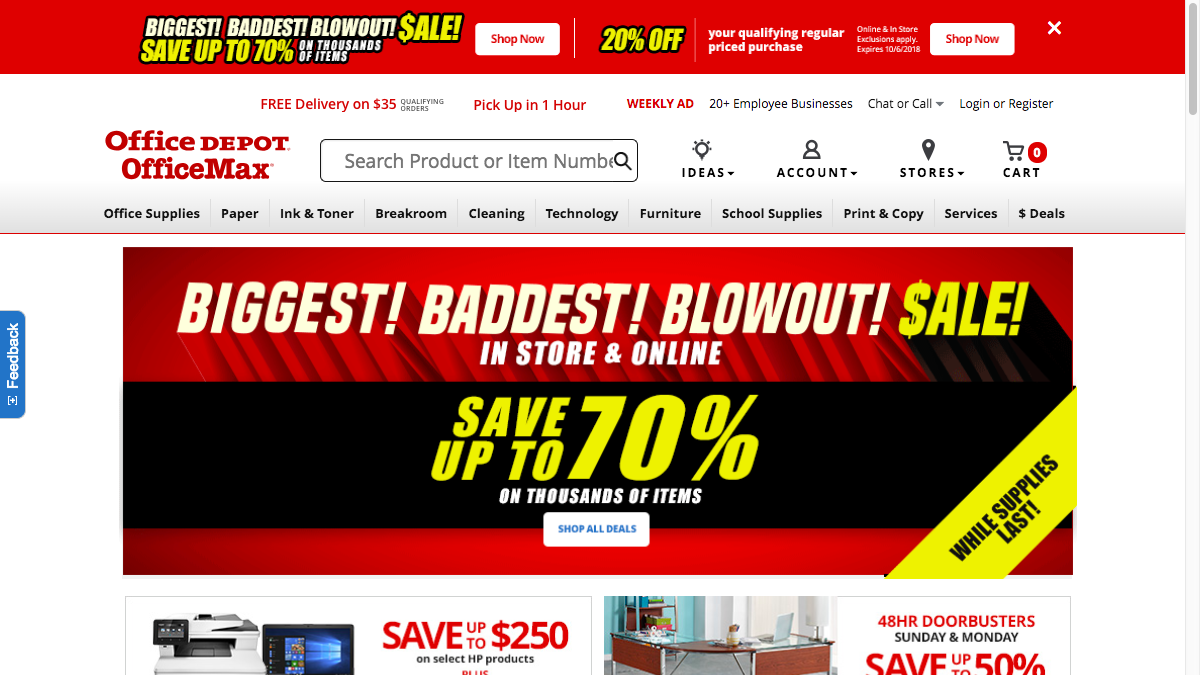 BIGGEST! BADDEST! BLOWOUT! $ALE!
SAVE UP TO 70% ON THOUSANDS OF ITEMS
Shop Now
20% OFF
your qualifying regular
priced purchase
Online & In Store
Exclusions apply.
Expires 10/6/2018
Shop Now
FREE Delivery on $35 QUALIFYING ORDERS
Pick Up in 1 Hour
WEEKLY AD
20+ Employee Businesses
Chat or Call
Login or Register
Office DEPOT
OfficeMax
Search Product or Item Numbe
IDEAS
ACCOUNT
STORES
0
CART
Office Supplies
Paper
Ink & Toner
Breakroom
Cleaning
Technology
Furniture
School Supplies
Print & Copy
Services
$ Deals
Feedback
BIGGEST! BADDEST! BLOWOUT! $ALE!
IN STORE & ONLINE
SAVE
UP TO 70%
ON THOUSANDS OF ITEMS
SHOP ALL DEALS
WHILE SUPPLIES
LAST!
SAVE UP TO $250
on select HP products
PLUS
48HR DOORBUSTERS
SUNDAY & MONDAY
SAVE UP TO 50%